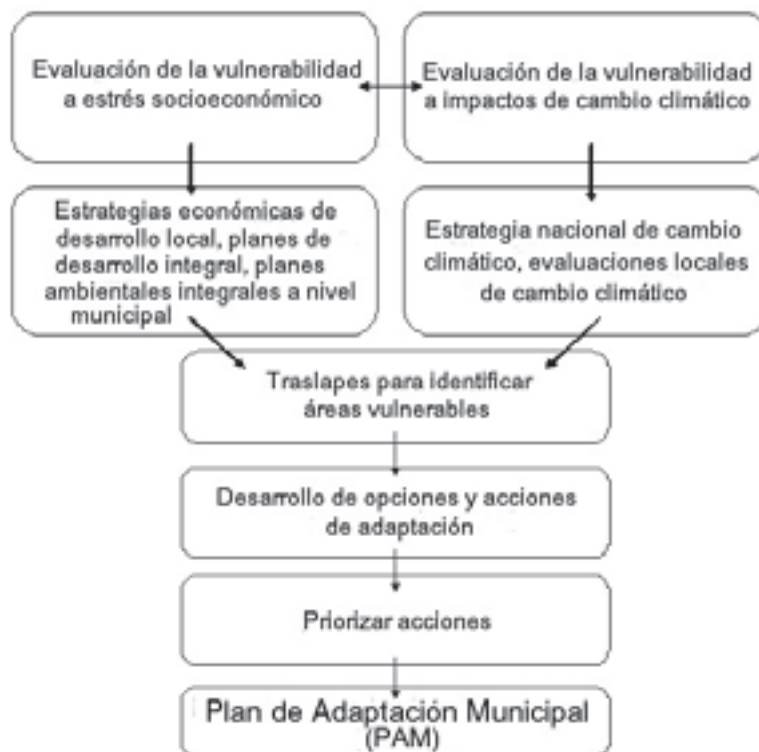 Evaluación de la vulnerabilidad
a estrés socioeconómico
Evaluación de la vulnerabilidad
a impactos de cambio climático
Estrategias económicas de
desarrollo local, planes de
desarrollo integral, planes
ambientales integrales a nivel
municipal
Estrategia nacional de cambio
climático, evaluaciones locales
de cambio climático
Traslapes para identificar
áreas vulnerables
Desarrollo de opciones y acciones
de adaptación
Priorizar acciones
Plan de Adaptación Municipal
(PAM)